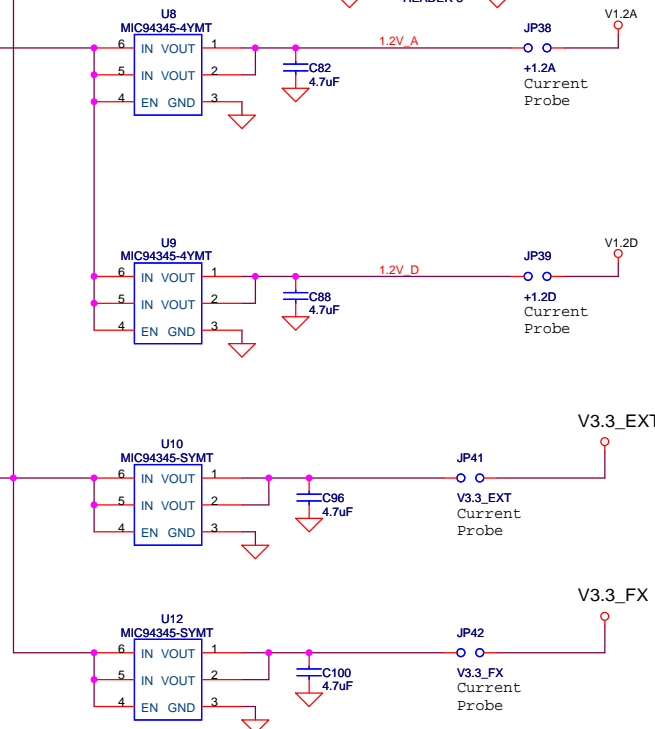 HEADER 3
U8
MIC94345-4YMT
6 IN VOUT 1
5 IN VOUT 2
4 EN GND 3
C82
4.7uF
1.2V_A
JP38
+1.2A
Current
Probe
V1.2A
U9
MIC94345-4YMT
6 IN VOUT 1
5 IN VOUT 2
4 EN GND 3
C88
4.7uF
1.2V_D
JP39
+1.2D
Current
Probe
V1.2D
U10
MIC94345-SYMT
6 IN VOUT 1
5 IN VOUT 2
4 EN GND 3
C96
4.7uF
JP41
V3.3_EXT
Current
Probe
V3.3_EXT
U12
MIC94345-SYMT
6 IN VOUT 1
5 IN VOUT 2
4 EN GND 3
C100
4.7uF
JP42
V3.3_FX
Current
Probe
V3.3_FX